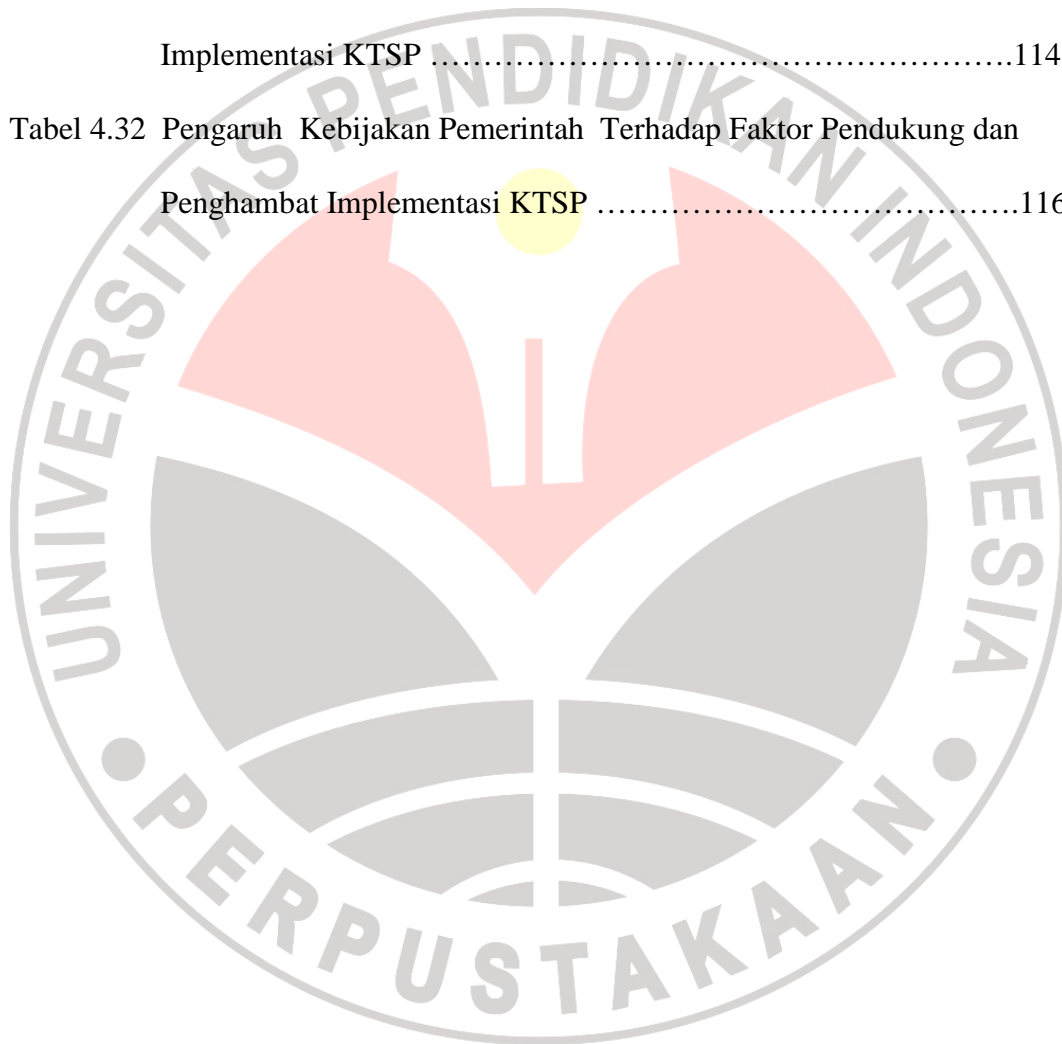 Implementasi KTSP ……………………………………………….114
Tabel 4.32 Pengaruh Kebijakan Pemerintah Terhadap Faktor Pendukung dan
Penghambat Implementasi KTSP ………………………………….116
UNIVERSITAS PENDIDIKAN INDONESIA
PERPUSTAKAAN